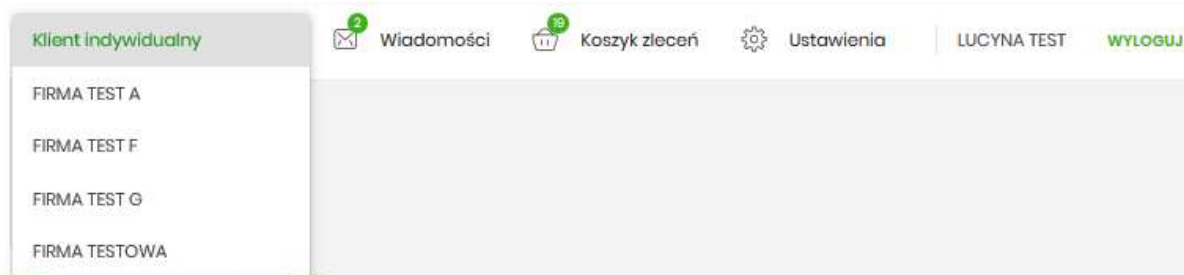 Klient indywidualny
2
Wiadomości
19
Koszyk zleceń
Ustawienia
LUCYNA TEST
WYLOGUJ
FIRMA TEST A
FIRMA TEST F
FIRMA TEST G
FIRMA TESTOWA